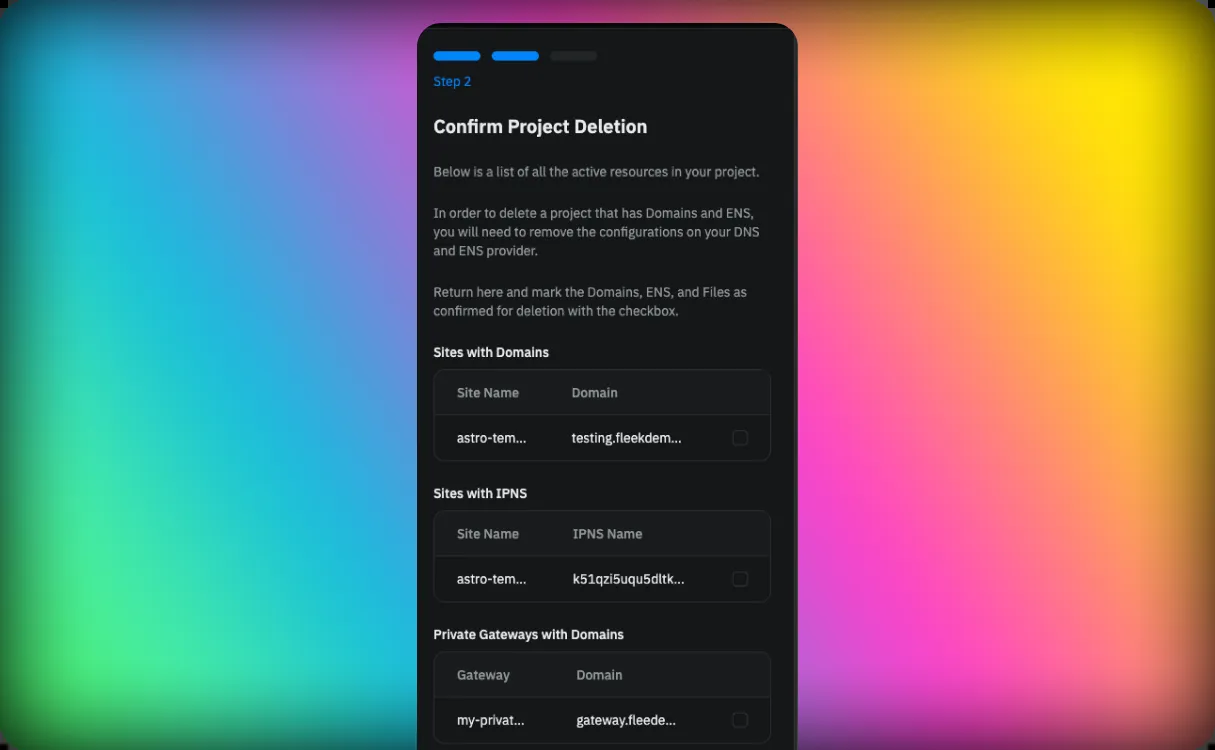 Step 2
Confirm Project Deletion
Below is a list of all the active resources in your project.
In order to delete a project that has Domains and ENS,
you will need to remove the configurations on your DNS
and ENS provider.
Return here and mark the Domains, ENS, and Files as
confirmed for deletion with the checkbox.
Sites with Domains
Site Name Domain
astro-tem... testing.fleekdem...
Sites with IPNS
Site Name IPNS Name
astro-tem... k51qzi5uqu5dltk...
Private Gateways with Domains
Gateway Domain
my-privat... gateway.fleede...